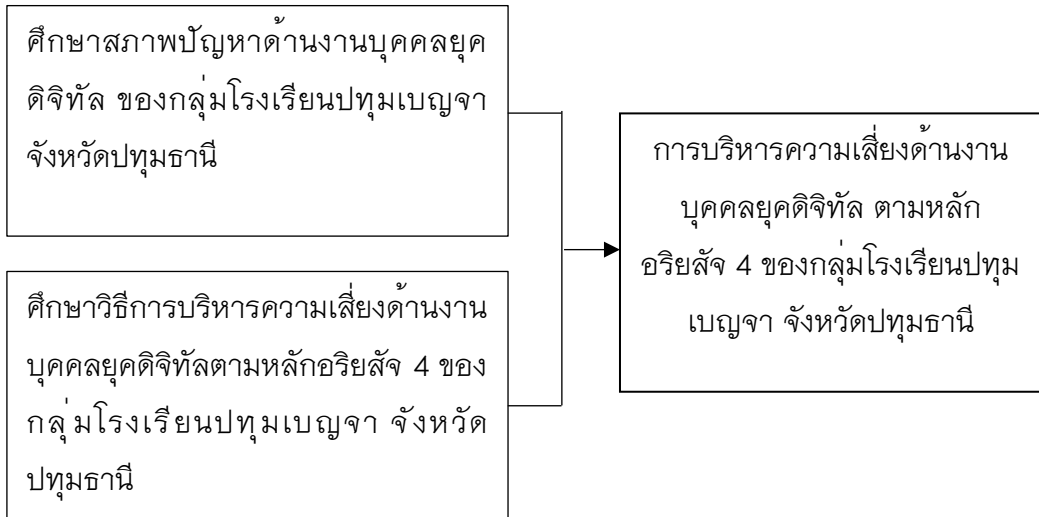 ศึกษาสภาพปัญหาด้านงานบุคคลยุค
ดิจิทัล ของกลุ่มโรงเรียนปทุมเบญจา
จังหวัดปทุมธานี
ศึกษาวิธีการบริหารความเสี่ยงด้านงาน
บุคคลยุคดิจิทัลตามหลักอริยสัจ 4 ของ
กลุ่มโรงเรียนปทุมเบญจา จังหวัด
ปทุมธานี
การบริหารความเสี่ยงด้านงาน
บุคคลยุคดิจิทัล ตามหลัก
อริยสัจ 4 ของกลุ่มโรงเรียนปทุม
เบญจา จังหวัดปทุมธานี